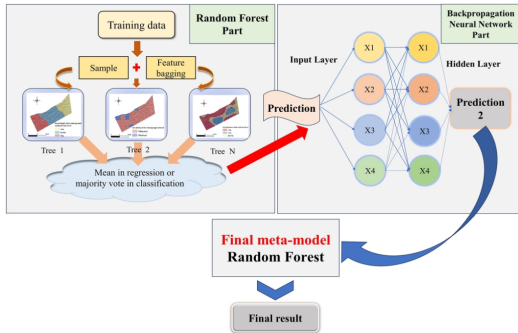 Training data
Random Forest
Part
Sample
+
Feature
bagging
Tree 1
Tree 2
Tree N
Mean in regression or
majority vote in classification
Backpropagation
Neural Network
Part
Input Layer
Hidden Layer
Prediction
X1
X2
X3
X4
X1
X2
X3
X4
Prediction
2
Final meta-model
Random Forest
Final result